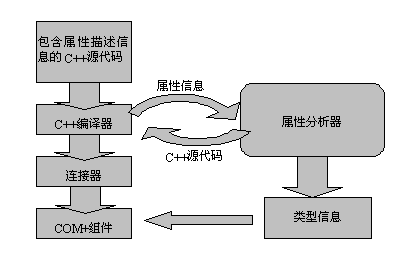 包含属性描述信
息的C++源代码
属性信息
C++编译器
属性分析器
C++源代码
连接器
类型信息
COM+组件